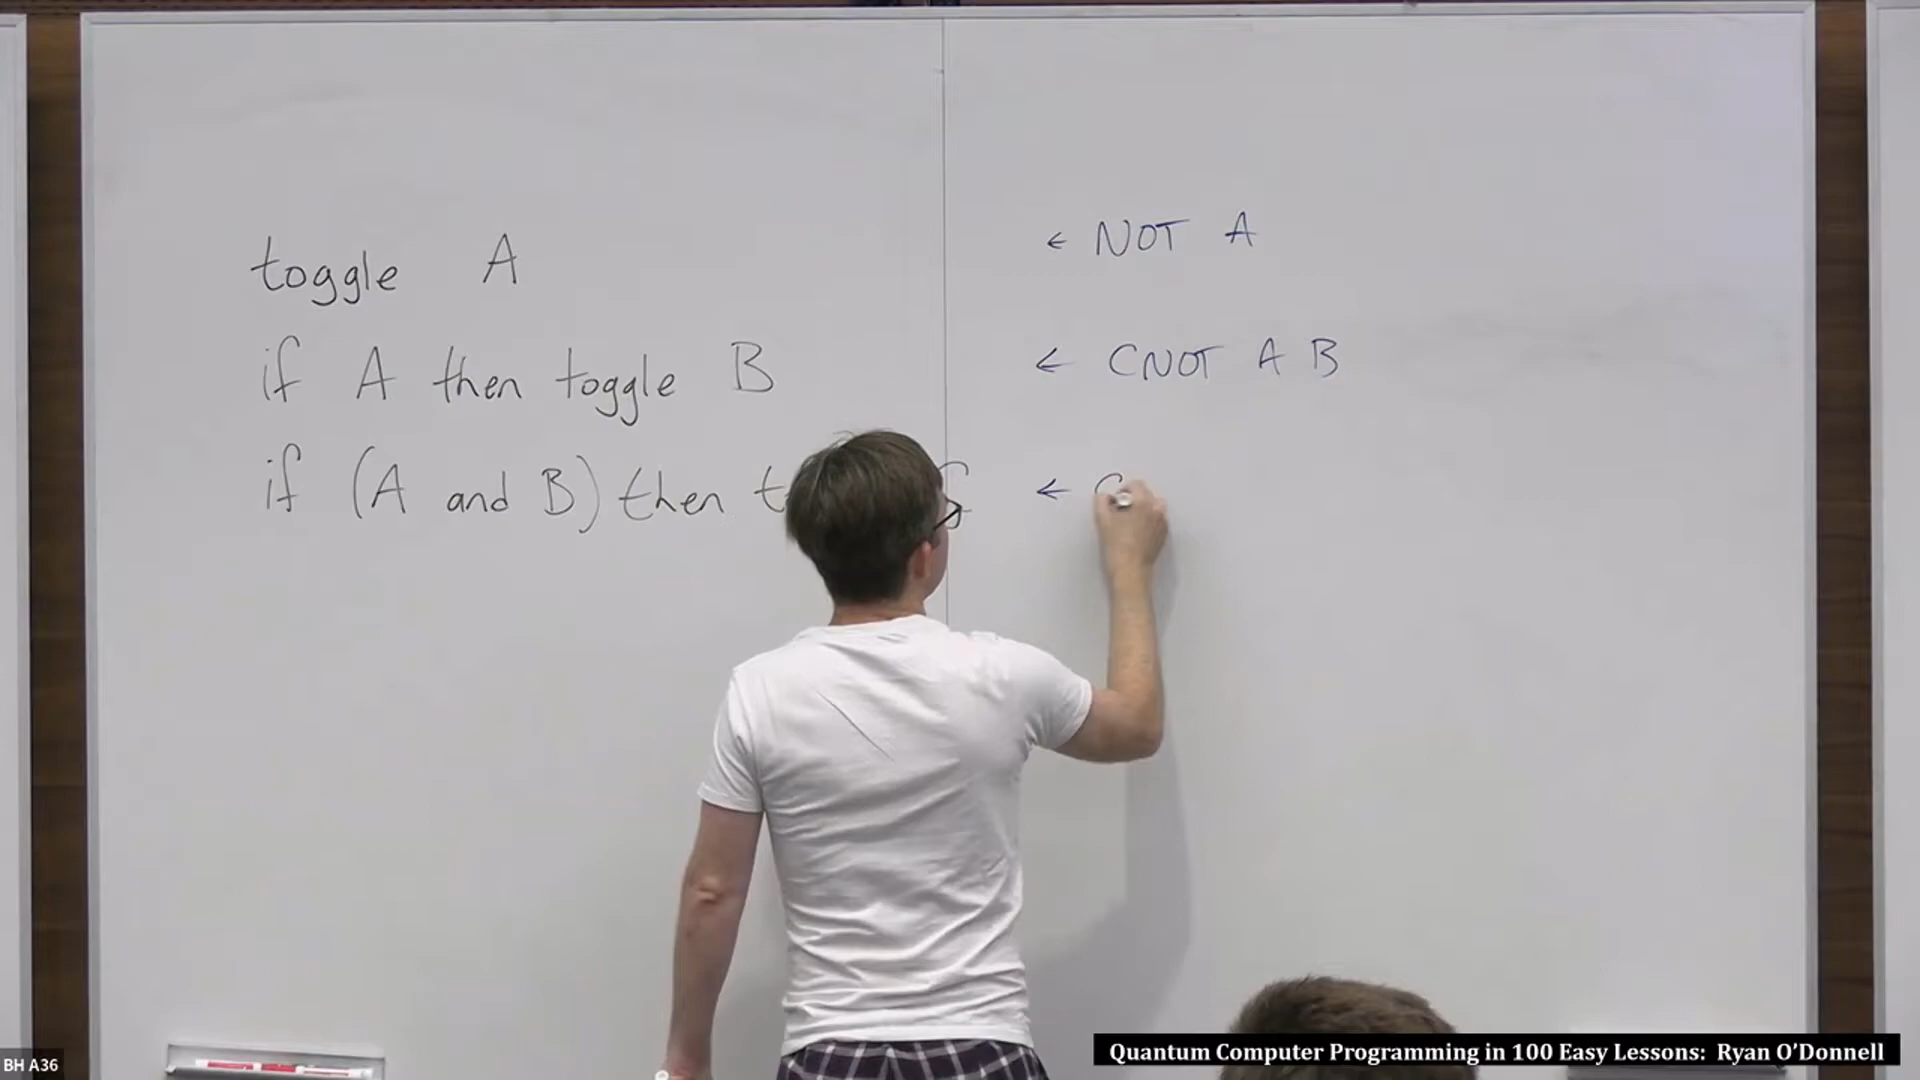 toggle A
← NOT A
if A then toggle B
← CNOT A B
if (A and B) then
← C
BH A36
Quantum Computer Programming in 100 Easy Lessons: Ryan O'Donnell